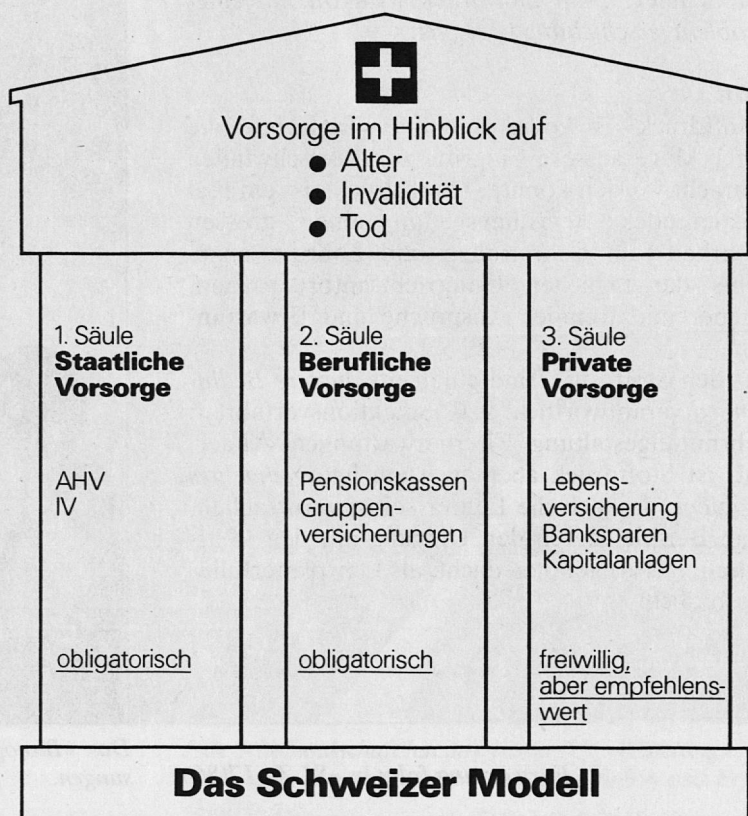 Vorsorge im Hinblick auf
● Alter
● Invalidität
● Tod
1. Säule
Staatliche
Vorsorge
AHV
IV
obligatorisch
2. Säule
Berufliche
Vorsorge
Pensionskassen
Gruppen-
versicherungen
obligatorisch
3. Säule
Private
Vorsorge
Lebens-
versicherung
Banksparen
Kapitalanlagen
freiwillig,
aber empfehlens-
wert
Das Schweizer Modell